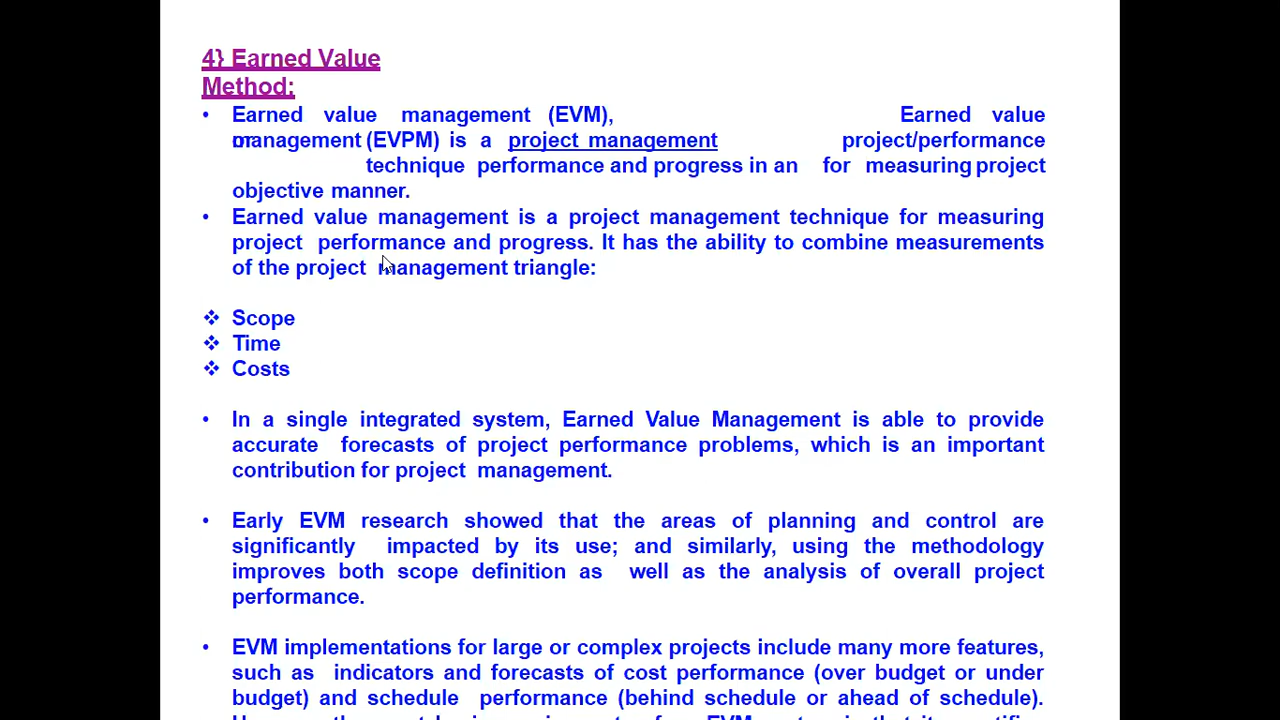 4} Earned Value
Method:
• Earned value management (EVM), Earned value
or management (EVPM) is a project management project/performance
technique performance and progress in an for measuring project
objective manner.
• Earned value management is a project management technique for measuring
project performance and progress. It has the ability to combine measurements
of the project management triangle:
❖ Scope
❖ Time
❖ Costs
• In a single integrated system, Earned Value Management is able to provide
accurate forecasts of project performance problems, which is an important
contribution for project management.
• Early EVM research showed that the areas of planning and control are
significantly impacted by its use; and similarly, using the methodology
improves both scope definition as well as the analysis of overall project
performance.
• EVM implementations for large or complex projects include many more features,
such as indicators and forecasts of cost performance (over budget or under
budget) and schedule performance (behind schedule or ahead of schedule).